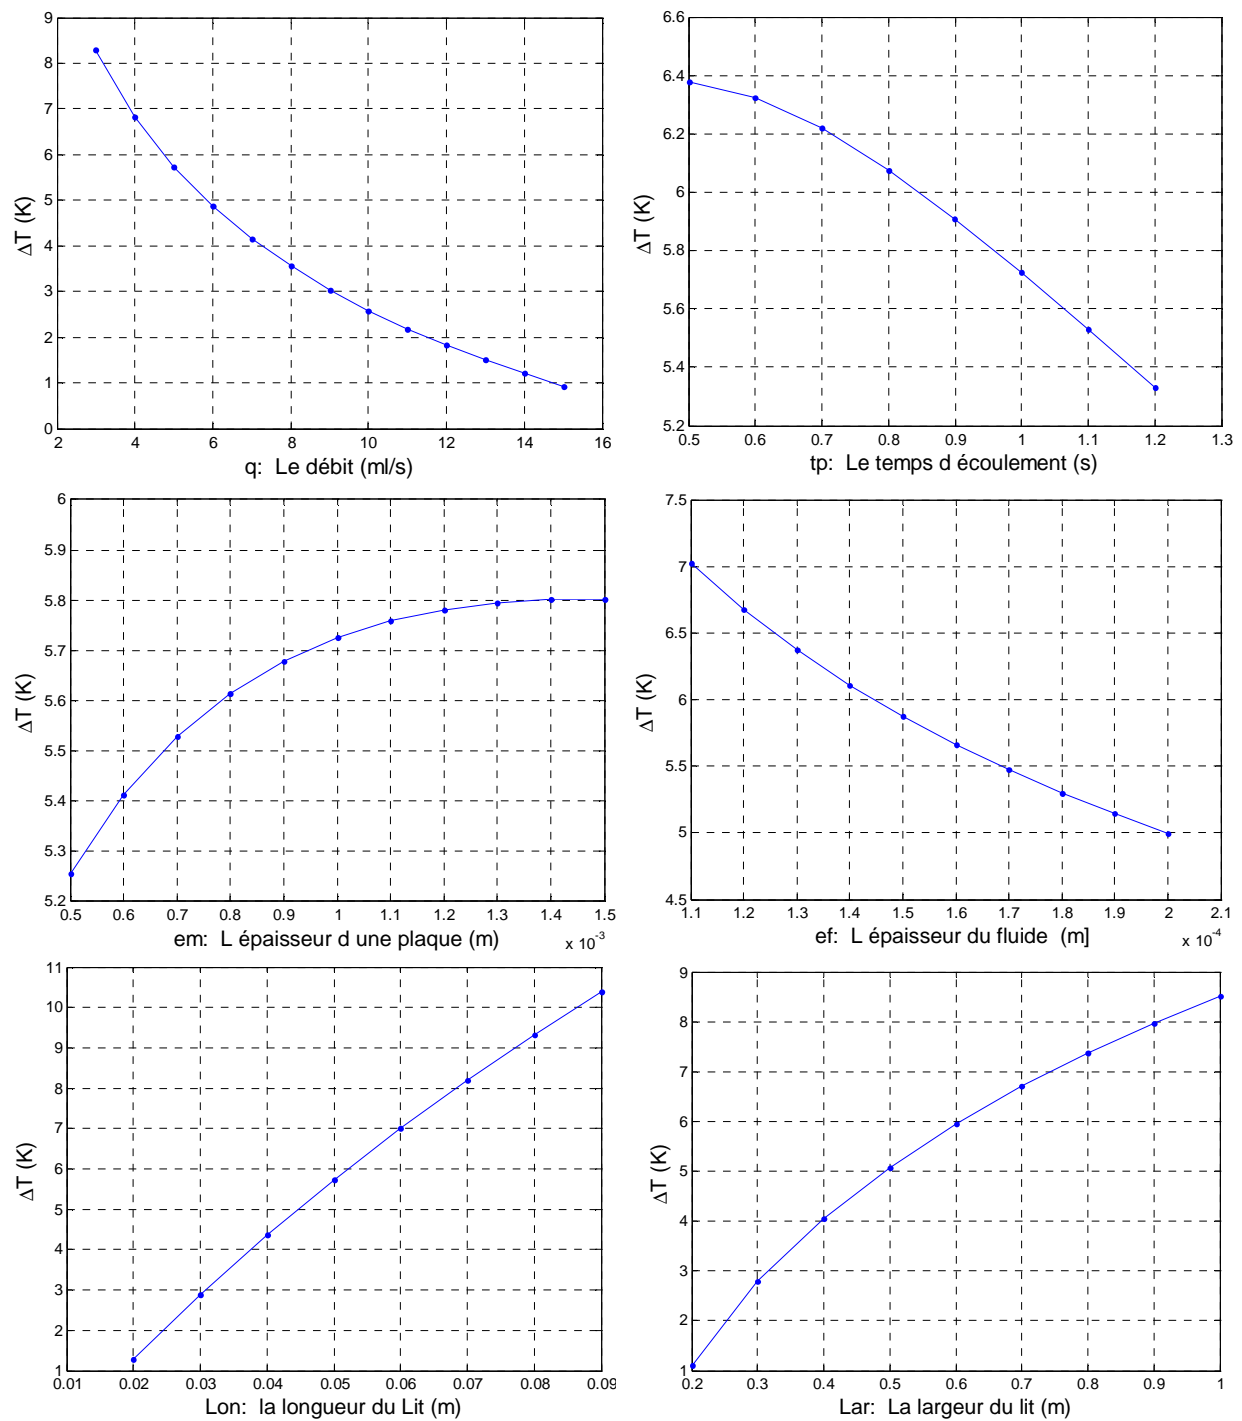 9
8
7
6
5
4
3
2
1
0
ΔT (K)
2 4 6 8 10 12 14 16
q: Le débit (ml/s)
6.6
6.4
6.2
6
5.8
5.6
5.4
5.2
ΔT (K)
0.5 0.6 0.7 0.8 0.9 1 1.1 1.2 1.3
tp: Le temps d écoulement (s)
6
5.9
5.8
5.7
5.6
5.5
5.4
5.3
5.2
ΔT (K)
0.5 0.6 0.7 0.8 0.9 1 1.1 1.2 1.3 1.4 1.5
em: L épaisseur d une plaque (m)
x 10-3
7.5
7
6.5
6
5.5
5
4.5
ΔT (K)
1.1 1.2 1.3 1.4 1.5 1.6 1.7 1.8 1.9 2 2.1
ef: L épaisseur du fluide (m]
x 10-4
11
10
9
8
7
6
5
4
3
2
1
ΔT (K)
0.01 0.02 0.03 0.04 0.05 0.06 0.07 0.08 0.09
Lon: la longueur du Lit (m)
9
8
7
6
5
4
3
2
1
ΔT (K)
0.2 0.3 0.4 0.5 0.6 0.7 0.8 0.9 1
Lar: La largeur du lit (m)